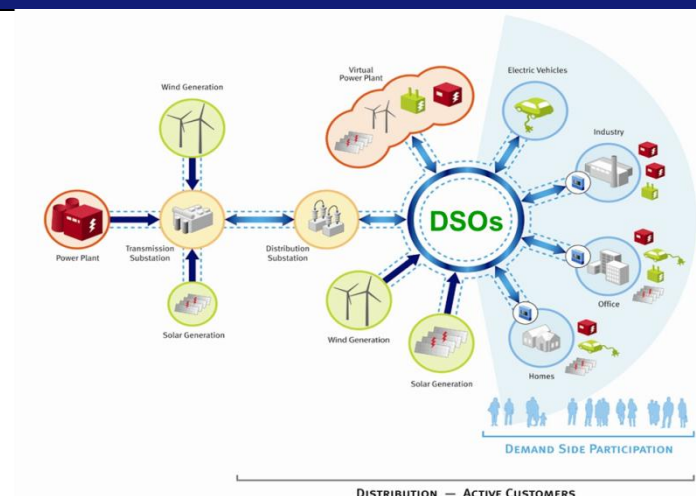 Virtual
Power Plant
Electric Vehicles
Wind Generation
Industry
DSOs
Power Plant
Transmission
Substation
Distribution
Substation
Office
Solar Generation
Wind Generation
Homes
Solar Generation
DEMAND SIDE PARTICIPATION
DISTRIBUTION — ACTIVE CUSTOMERS